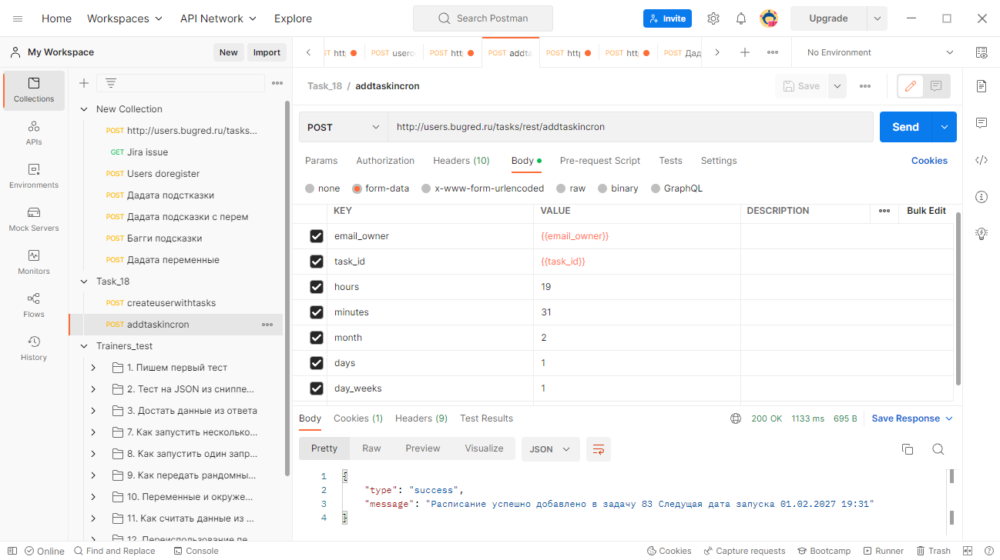 Home Workspaces API Network Explore Search Postman Invite Upgrade
My Workspace New Import
POST usero
POST htt
POST addta
POST htt
POST htt
POST Дад
No Environment
Collections
APIs
Environments
Mock Servers
Monitors
Flows
History
New Collection
POST http://users.bugred.ru/tasks...
GET Jira issue
POST Users doregister
POST Дадата подстказки
POST Дадата подсказки с перем
POST Багги подсказки
POST Дадата переменные
Task_18
POST createuserwithtasks
POST addtaskincron
Trainers_test
1. Пишем первый тест
2. Тест на JSON из сниппе...
3. Достать данные из ответа
7. Как запустить несколько...
8. Как запустить один запр...
9. Как передать рандомны...
10. Переменные и окруже...
11. Как считать данные из ...
12. Переиспользование пе
Task_18 / addtaskincron Save
POST http://users.bugred.ru/tasks/rest/addtaskincron Send
Params Authorization Headers (10) Body Pre-request Script Tests Settings Cookies
none form-data x-www-form-urlencoded raw binary GraphQL
KEY VALUE DESCRIPTION Bulk Edit
email_owner {{email_owner}}
task_id {{task_id}}
hours 19
minutes 31
month 2
days 1
day_weeks 1
Body Cookies (1) Headers (9) Test Results 200 OK 1133 ms 695 B Save Response
Pretty Raw Preview Visualize JSON
1 {
2 "type": "success",
3 "message": "Расписание успешно добавлено в задачу 83 Следущая дата запуска 01.02.2027 19:31"
4 }
Online Find and Replace Console Cookies Capture requests Bootcamp Runner Trash